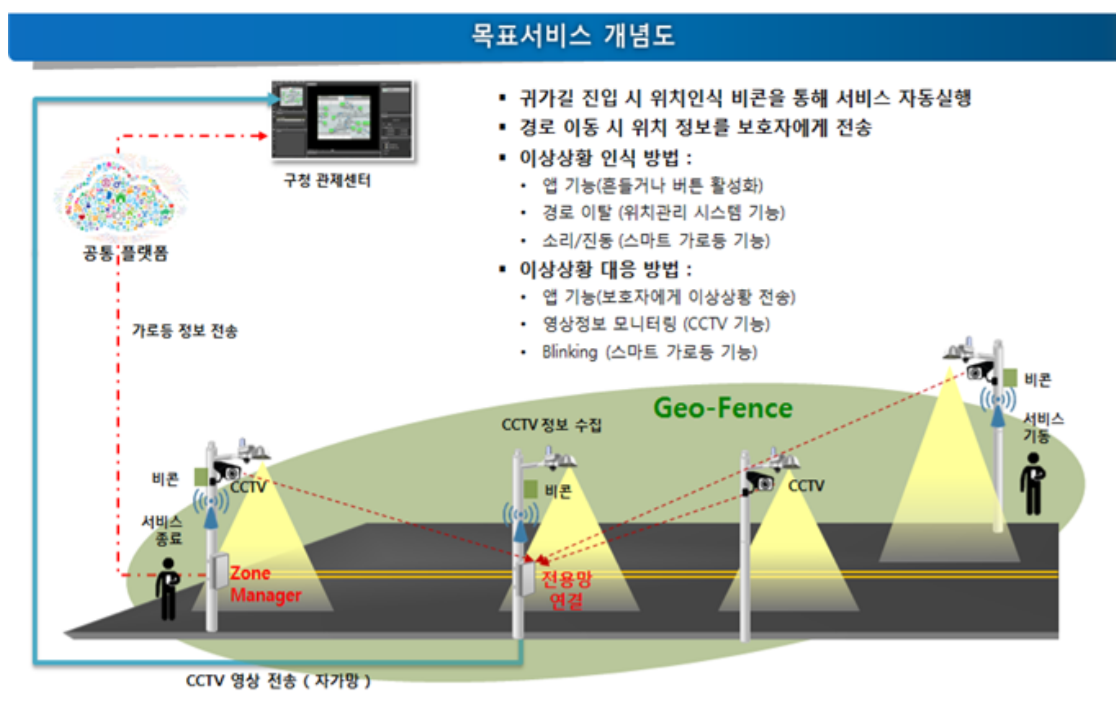 목표서비스 개념도
구청 관제센터
공통 플랫폼
가로등 정보 전송
▪ 귀가길 진입 시 위치인식 비콘을 통해 서비스 자동실행
▪ 경로 이동 시 위치 정보를 보호자에게 전송
▪ 이상상황 인식 방법 :
• 앱 기능(흔들거나 버튼 활성화)
• 경로 이탈 (위치관리 시스템 기능)
• 소리/진동 (스마트 가로등 기능)
▪ 이상상황 대응 방법 :
• 앱 기능(보호자에게 이상상황 전송)
• 영상정보 모니터링 (CCTV 기능)
• Blinking (스마트 가로등 기능)
Geo-Fence
비콘
서비스
기동
CCTV 정보 수집
비콘
CCTV
비콘
CCTV
서비스
종료
Zone
Manager
전용망
연결
CCTV 영상 전송 ( 자가망 )